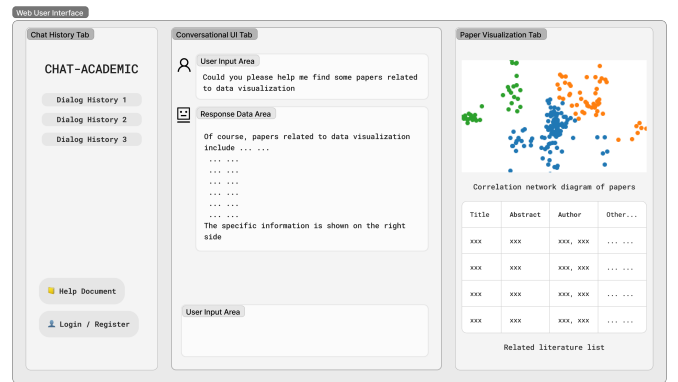 Web User Interface
Chat History Tab
CHAT-ACADEMIC
Dialog History 1
Dialog History 2
Dialog History 3
Help Document
Login / Register
Conversational UI Tab
User Input Area
Could you please help me find some papers related
to data visualization
Response Data Area
Of course, papers related to data visualization
include ... ...
... ...
... ...
... ...
... ...
... ...
... ...
The specific information is shown on the right
side
User Input Area
Paper Visualization Tab
Correlation network diagram of papers
Title Abstract Author Other...
xxx xxx xxx, xxx ... ...
xxx xxx xxx, xxx ... ...
xxx xxx xxx, xxx ... ...
xxx xxx xxx, xxx ... ...
Related literature list